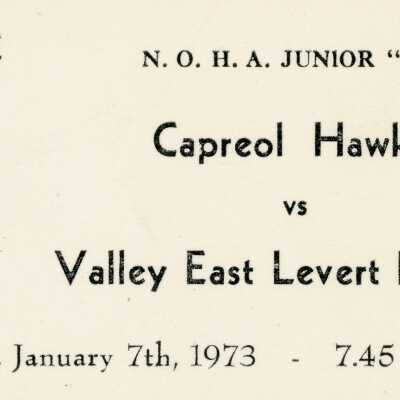 N. O. H. A. JUNIOR "
Capreol Hawk
vs
Valley East Levert
January 7th, 1973 - 7.45